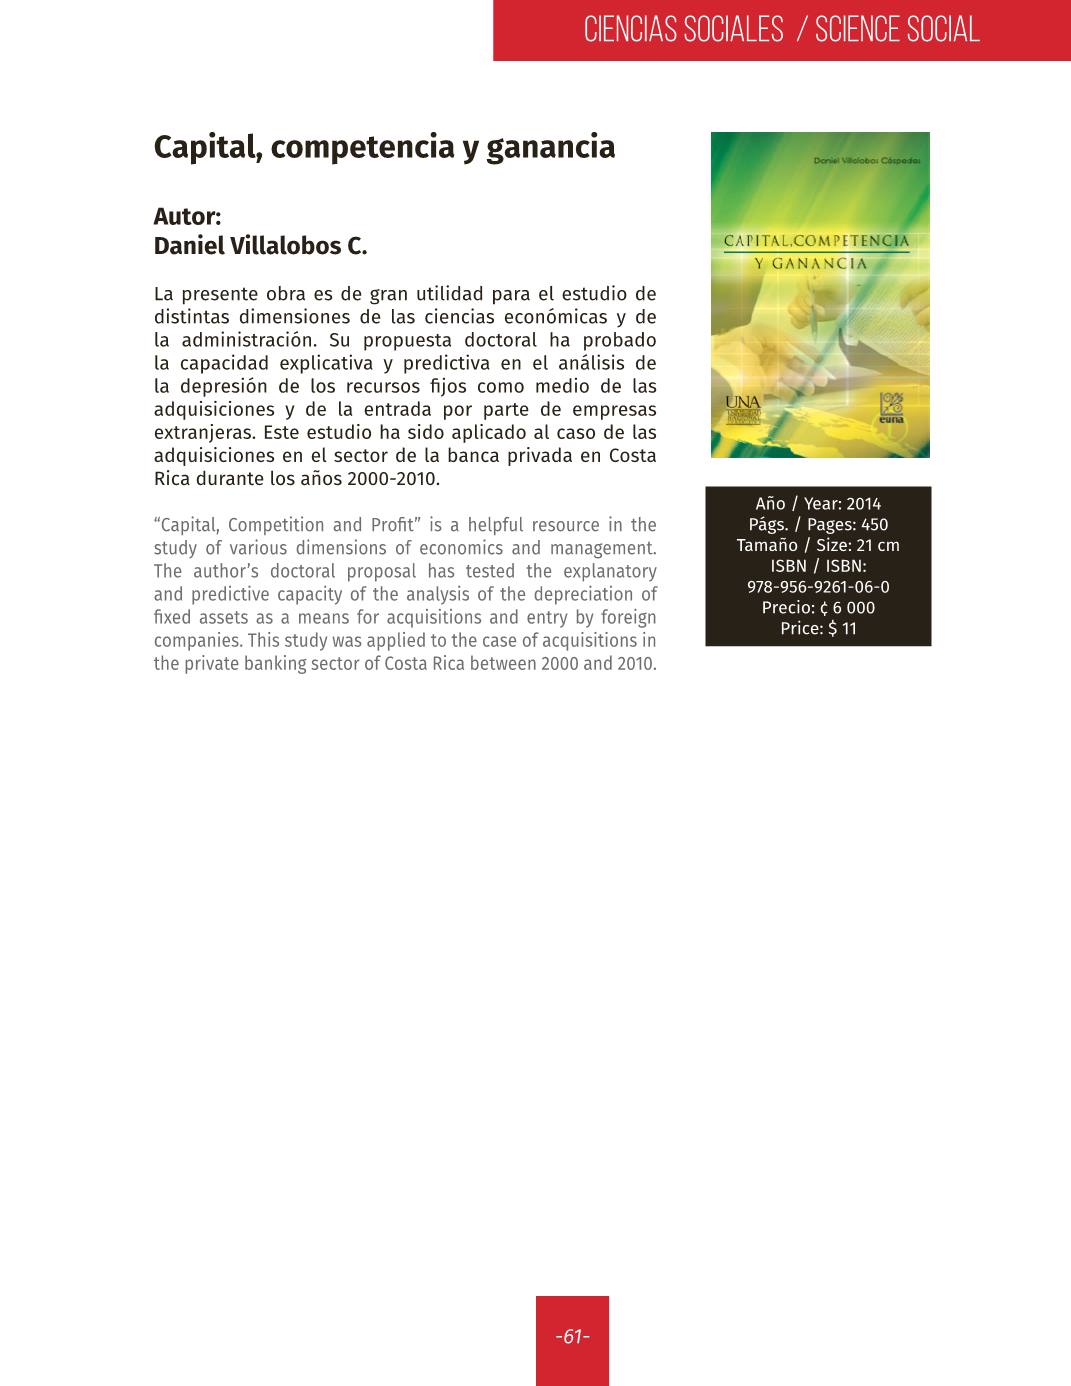 CIENCIAS SOCIALES / SCIENCE SOCIAL
Capital, competencia y ganancia
Autor:
Daniel Villalobos C.
La presente obra es de gran utilidad para el estudio de
distintas dimensiones de las ciencias económicas y de
la administración. Su propuesta doctoral ha probado
la capacidad explicativa y predictiva en el análisis de
la depresión de los recursos fijos como medio de las
adquisiciones y de la entrada por parte de empresas
extranjeras. Este estudio ha sido aplicado al caso de las
adquisiciones en el sector de la banca privada en Costa
Rica durante los años 2000-2010.
“Capital, Competition and Profit” is a helpful resource in the
study of various dimensions of economics and management.
The author’s doctoral proposal has tested the explanatory
and predictive capacity of the analysis of the depreciation of
fixed assets as a means for acquisitions and entry by foreign
companies. This study was applied to the case of acquisitions in
the private banking sector of Costa Rica between 2000 and 2010.
Daniel Villalobos Céspedes
CAPITAL,COMPETENCIA
Y GANANCIA
UNA
euna
Año / Year: 2014
Págs. / Pages: 450
Tamaño / Size: 21 cm
ISBN / ISBN:
978-956-9261-06-0
Precio: ¢ 6 000
Price: $ 11
-61-